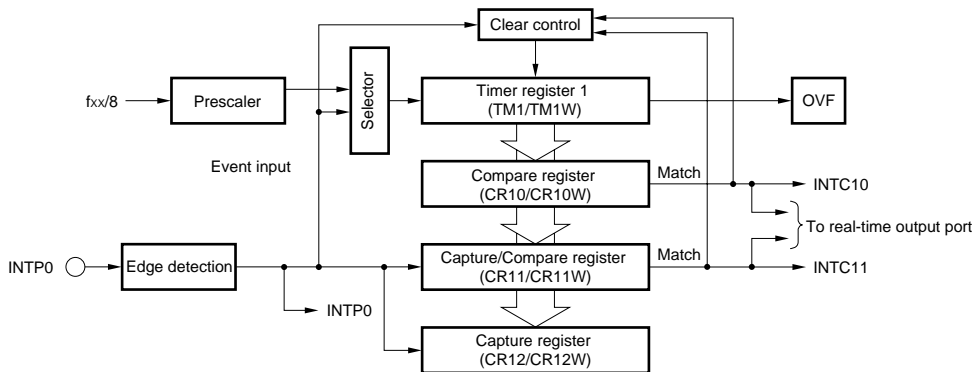 Clear control
fxx/8
Prescaler
Selector
Timer register 1
(TM1/TM1W)
OVF
Event input
Compare register
(CR10/CR10W)
Match
INTC10
To real-time output port
INTP0
Edge detection
Capture/Compare register
(CR11/CR11W)
Match
INTC11
INTP0
Capture register
(CR12/CR12W)